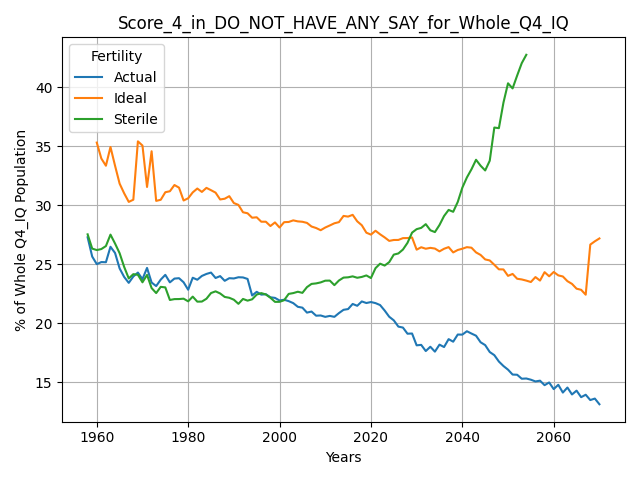 Score_4_in_DO_NOT_HAVE_ANY_SAY_for_Whole_Q4_IQ
Fertility
Actual
Ideal
Sterile
% of Whole Q4_IQ Population
40
35
30
25
20
15
1960 1980 2000 2020 2040 2060
Years